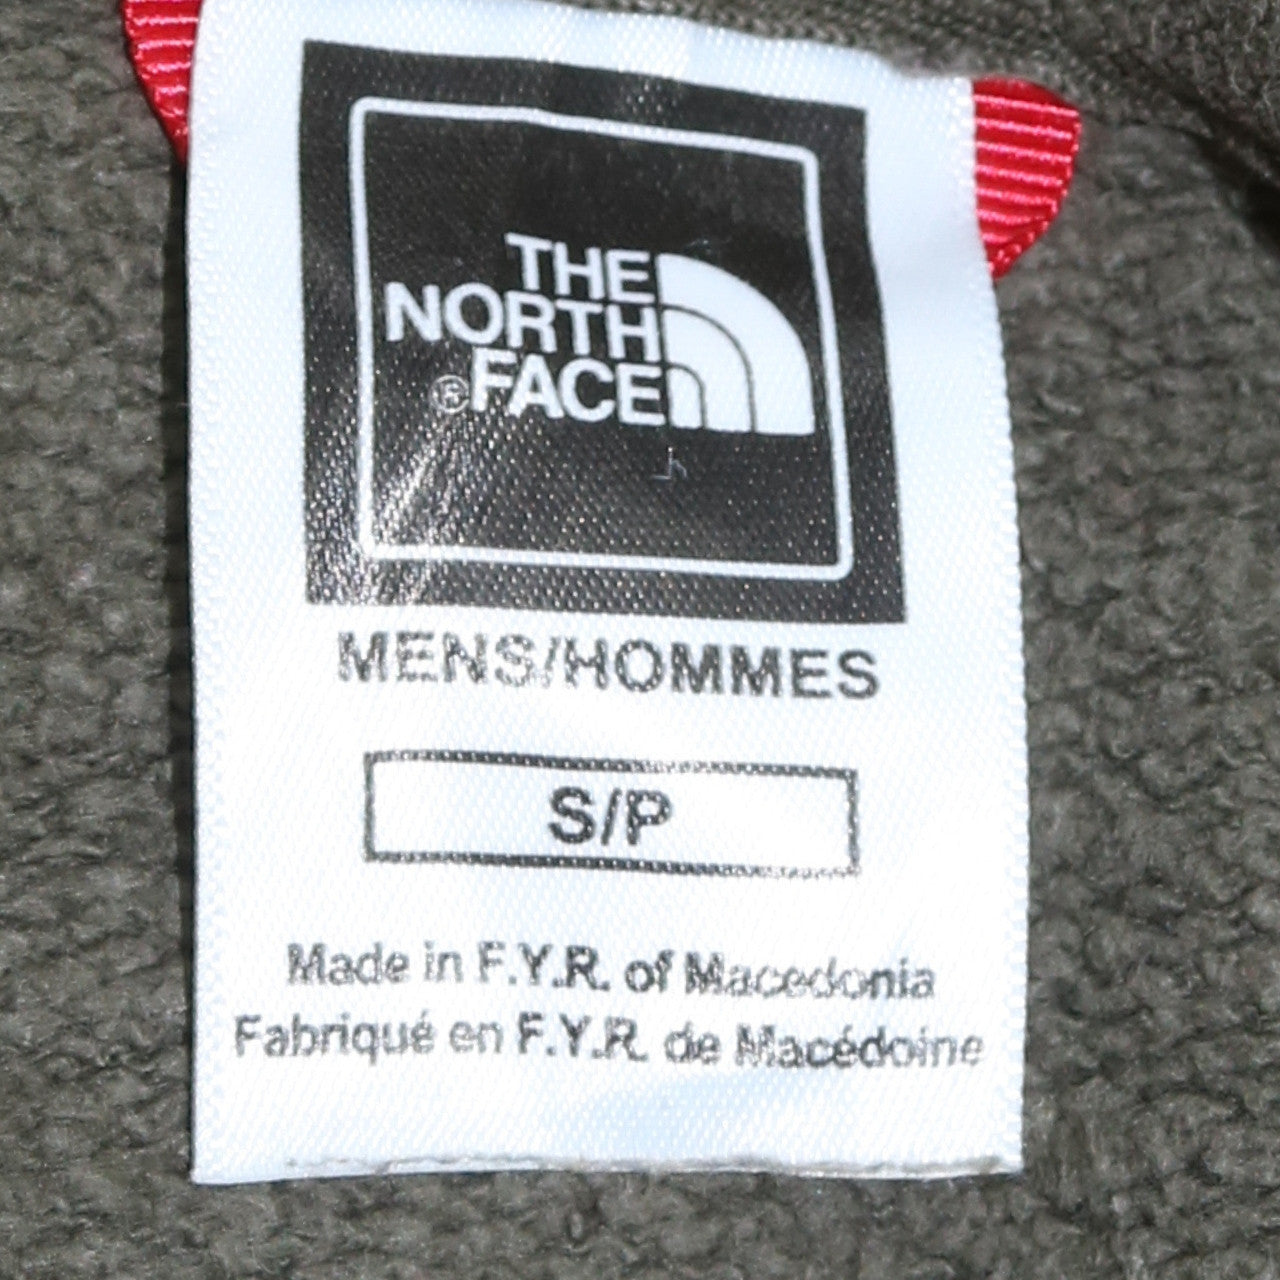 THE
NORTH
®FACE
MENS/HOMMES
S/P
Made in F.Y.R. of Macedonia
Fabriqué en F.Y.R. de Macédoine